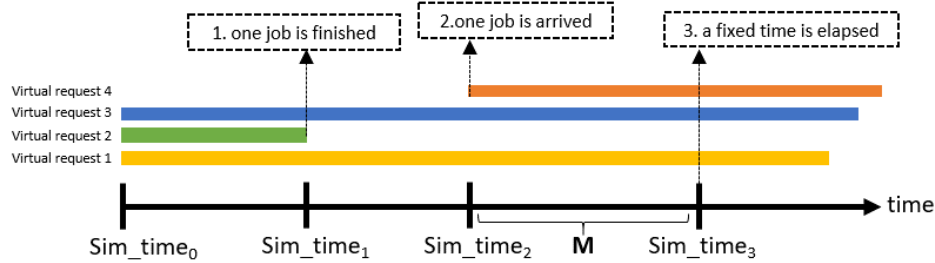 2.one job is arrived
1. one job is finished
3. a fixed time is elapsed
Virtual request 4
Virtual request 3
Virtual request 2
Virtual request 1
time
Sim_time₀
Sim_time₁
Sim_time₂
M
Sim_time₃